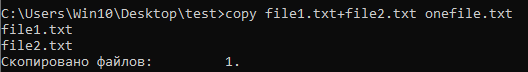 C:\Users\Win10\Desktop\test>copy file1.txt+file2.txt onefile.txt
file1.txt
file2.txt
Скопировано файлов:         1.